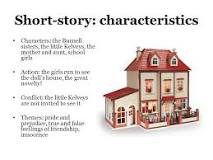 Short-story: characteristics
• Characters: the Burnell
sisters, the little Kelveys, the
mother and aunt, school
girls
• Action: the girls run to see
the doll's house, the great
novelty!
• Conflict: the little Kelveys
are not invited to see it
• Themes: pride and
prejudice, true and false
feelings of friendship,
innocence